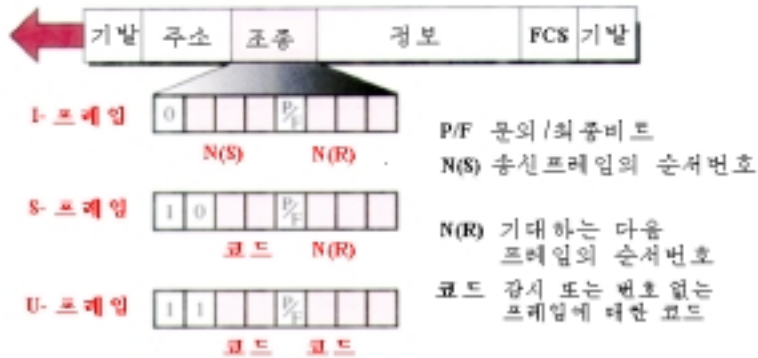 기발 주소 조종 정보 FCS 기발
I- 프레임 0 P/F
N(S) N(R)
S- 프레임 1 0 P/F
코드 N(R)
U- 프레임 1 1 P/F
코드 코드
P/F 문의/최종비트
N(S) 송신프레임의 순서번호
N(R) 기대하는 다음
프레임의 순서번호
코드 감시 또는 번호 없는
프레임에 대한 코드